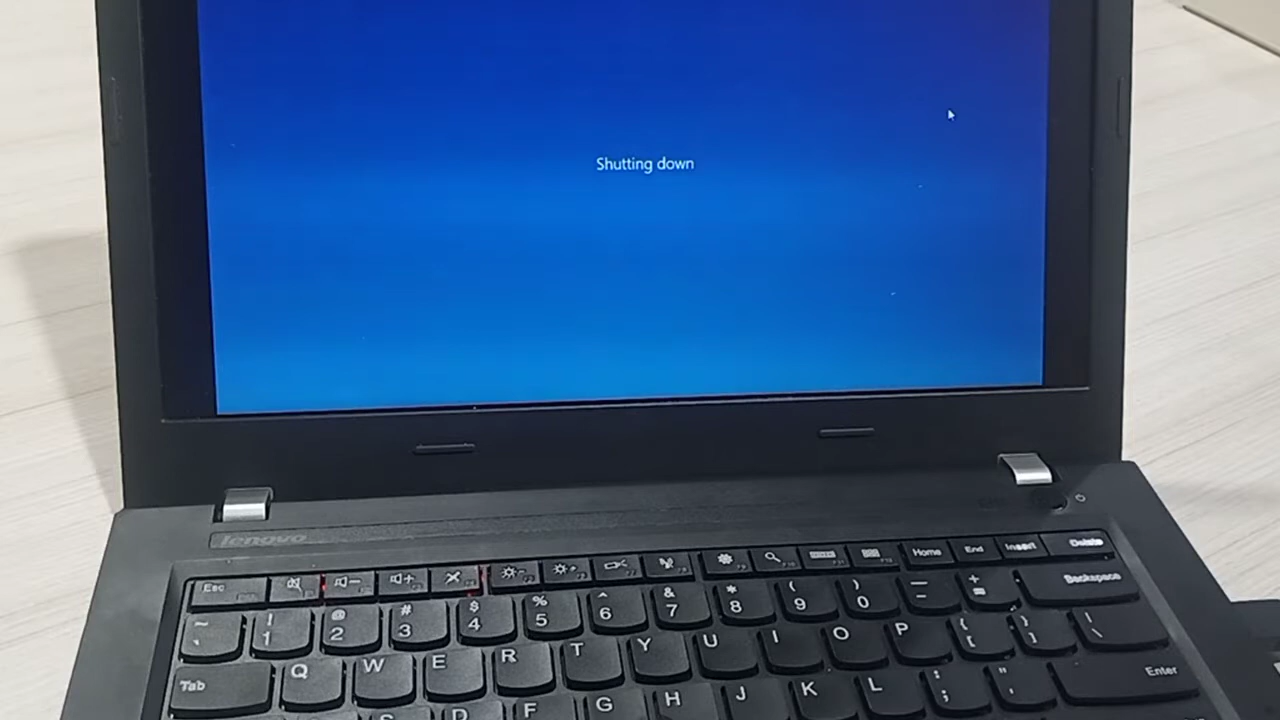 Shutting down
lenovo
Esc
Home End Insert Delete
~ ! @ # $ % ^ & * ( ) — + Backspace
` 1 2 3 4 5 6 7 8 9 0 - =
Tab Q W E R T Y U I O P { } |
[ ] \
S D F G H J K L : " Enter
; '